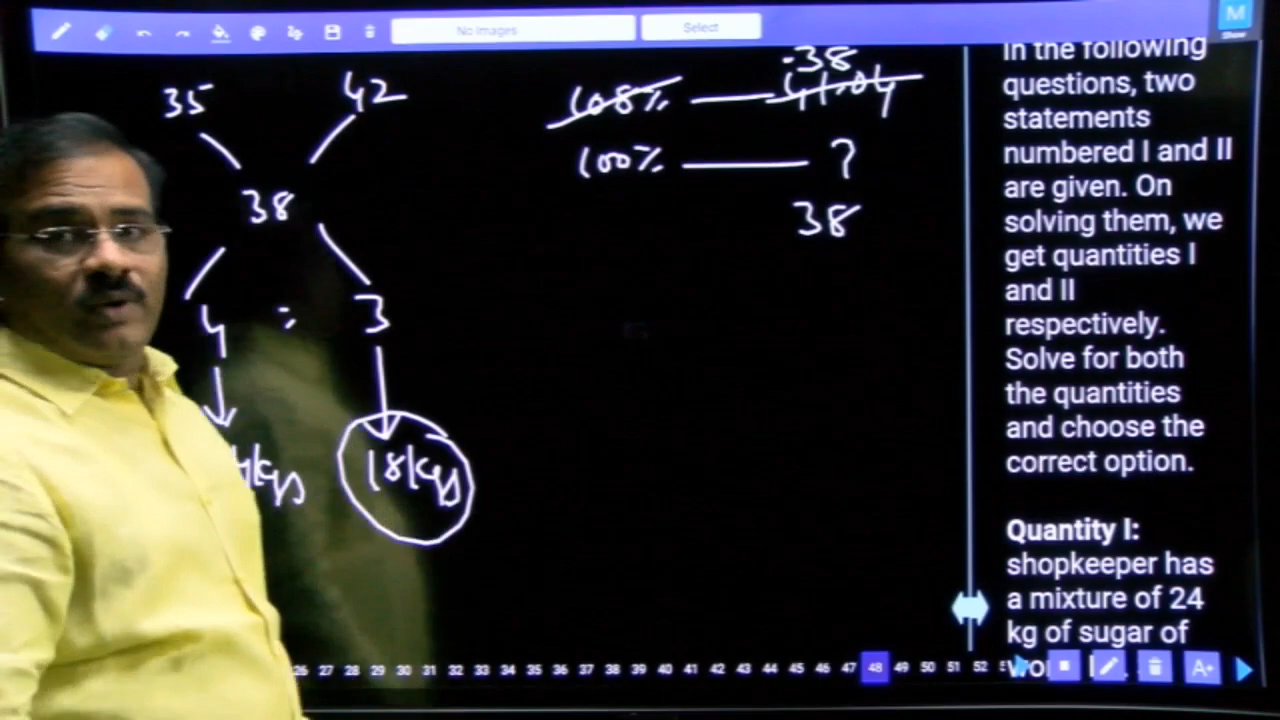 No Images Select
M
Show
35 42
38
4 : 3
18kgs
108% — 41.04
38
100% — ?
38
In the following
questions, two
statements
numbered I and II
are given. On
solving them, we
get quantities I
and II
respectively.
Solve for both
the quantities
and choose the
correct option.
Quantity I:
shopkeeper has
a mixture of 24
kg of sugar of
26 27 28 29 30 31 32 33 34 35 36 37 38 39 40 41 42 43 44 45 46 47 48 49 50 51 52
A+